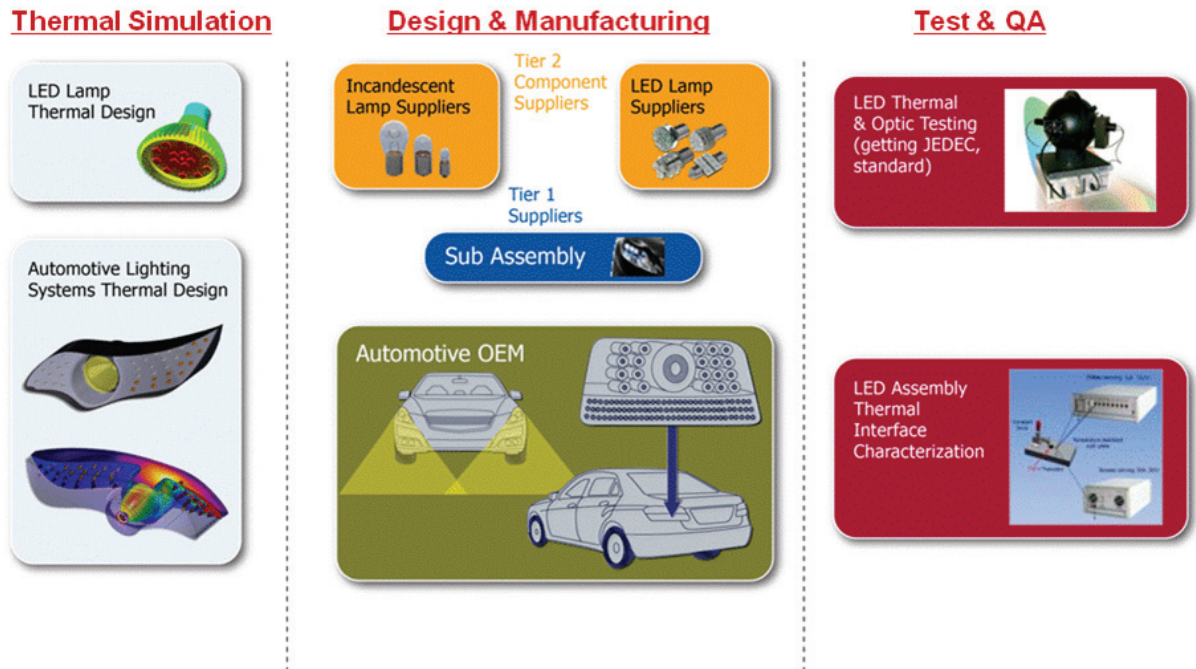 Thermal Simulation
LED Lamp
Thermal Design
Automotive Lighting
Systems Thermal Design
Design & Manufacturing
Incandescent
Lamp Suppliers
Tier 2
Component
Suppliers
LED Lamp
Suppliers
Tier 1
Suppliers
Sub Assembly
Automotive OEM
Test & QA
LED Thermal
& Optic Testing
(getting JEDEC,
standard)
LED Assembly
Thermal
Interface
Characterization